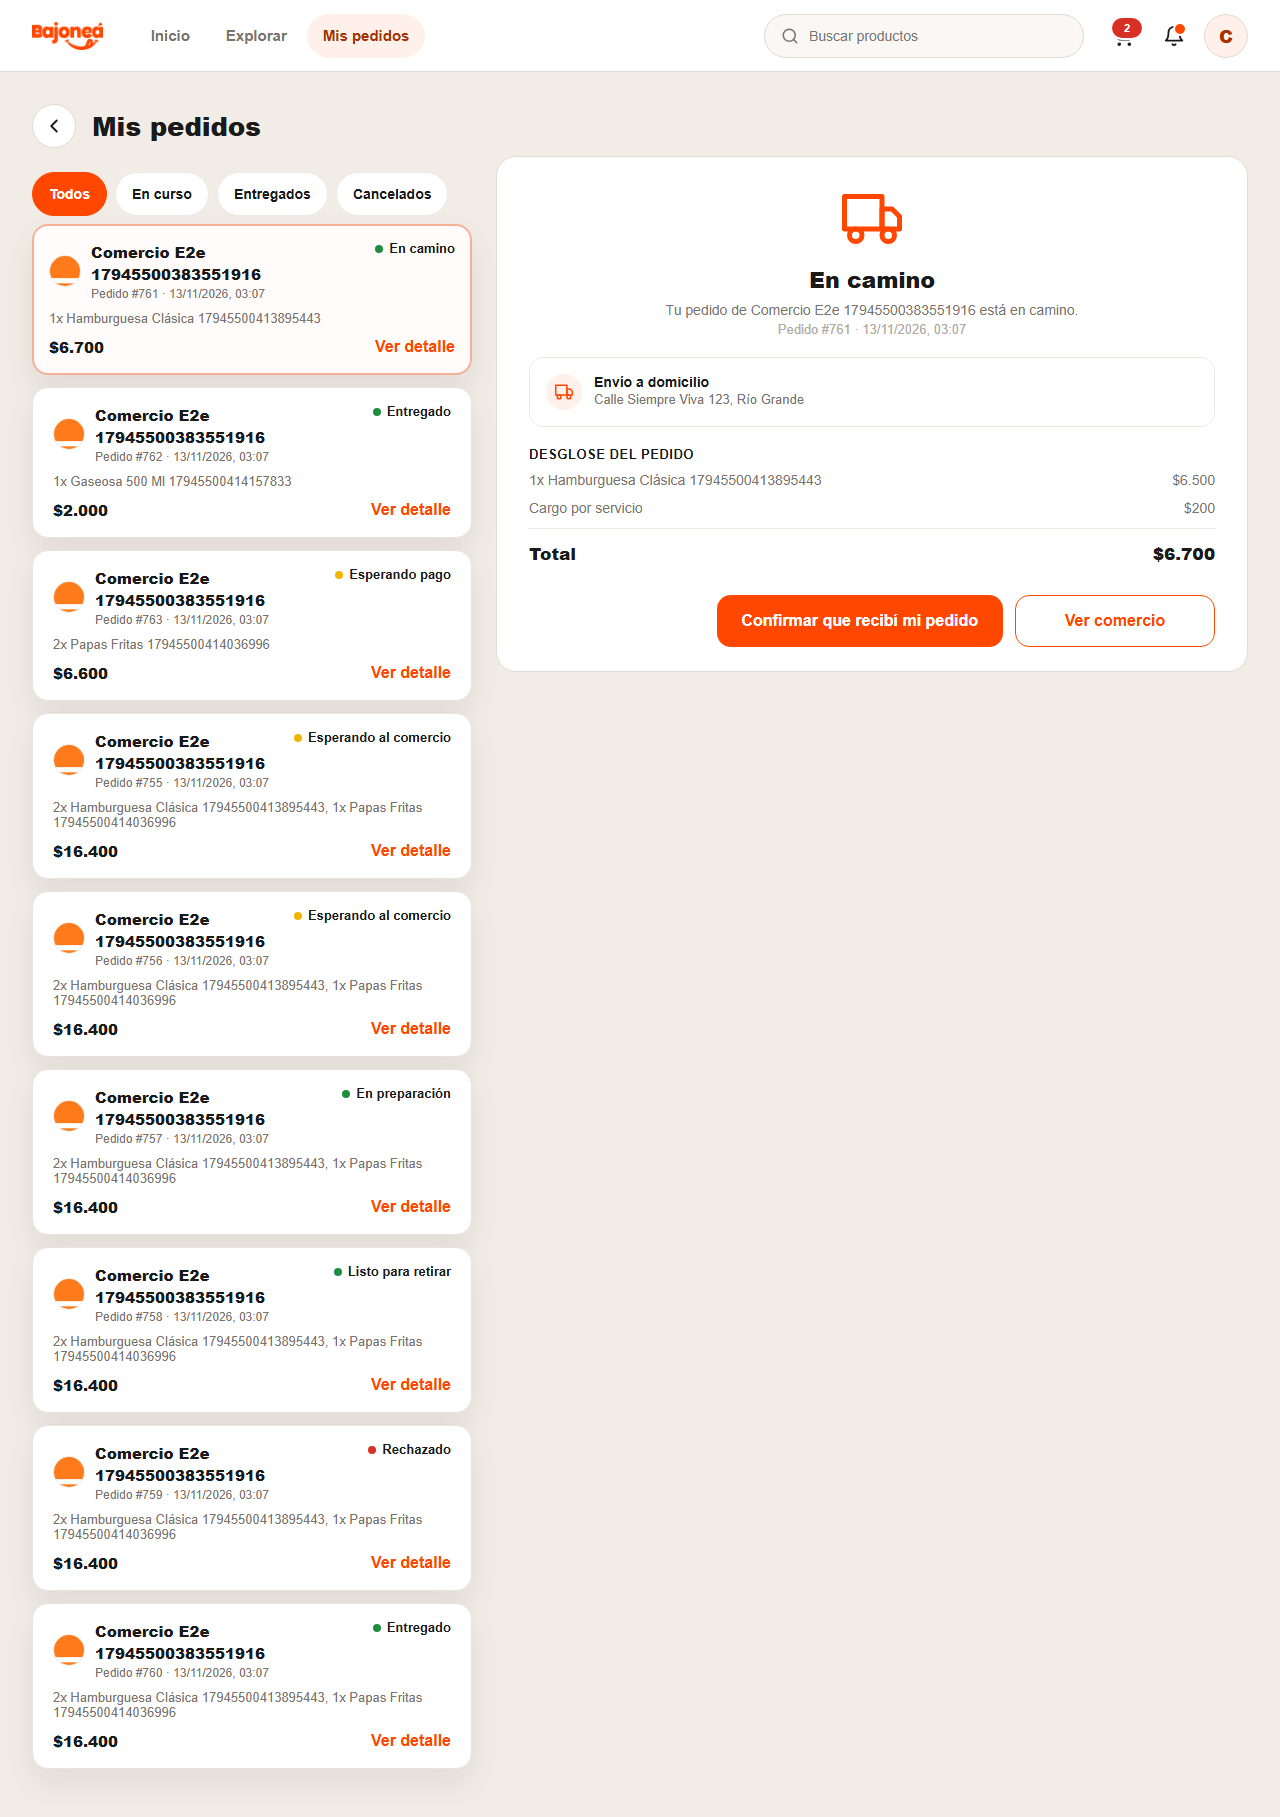 Bajoneá
Inicio
Explorar
Mis pedidos
Buscar productos
2
C
Mis pedidos
Todos
En curso
Entregados
Cancelados
Comercio E2e
17945500383551916
En camino
Pedido #761 · 13/11/2026, 03:07
1x Hamburguesa Clásica 17945500413895443
$6.700
Ver detalle
Comercio E2e
17945500383551916
Entregado
Pedido #762 · 13/11/2026, 03:07
1x Gaseosa 500 Ml 17945500414157833
$2.000
Ver detalle
Comercio E2e
17945500383551916
Esperando pago
Pedido #763 · 13/11/2026, 03:07
2x Papas Fritas 17945500414036996
$6.600
Ver detalle
Comercio E2e
17945500383551916
Esperando al comercio
Pedido #755 · 13/11/2026, 03:07
2x Hamburguesa Clásica 17945500413895443, 1x Papas Fritas
17945500414036996
$16.400
Ver detalle
Comercio E2e
17945500383551916
Esperando al comercio
Pedido #756 · 13/11/2026, 03:07
2x Hamburguesa Clásica 17945500413895443, 1x Papas Fritas
17945500414036996
$16.400
Ver detalle
Comercio E2e
17945500383551916
En preparación
Pedido #757 · 13/11/2026, 03:07
2x Hamburguesa Clásica 17945500413895443, 1x Papas Fritas
17945500414036996
$16.400
Ver detalle
Comercio E2e
17945500383551916
Listo para retirar
Pedido #758 · 13/11/2026, 03:07
2x Hamburguesa Clásica 17945500413895443, 1x Papas Fritas
17945500414036996
$16.400
Ver detalle
Comercio E2e
17945500383551916
Rechazado
Pedido #759 · 13/11/2026, 03:07
2x Hamburguesa Clásica 17945500413895443, 1x Papas Fritas
17945500414036996
$16.400
Ver detalle
Comercio E2e
17945500383551916
Entregado
Pedido #760 · 13/11/2026, 03:07
2x Hamburguesa Clásica 17945500413895443, 1x Papas Fritas
17945500414036996
$16.400
Ver detalle
En camino
Tu pedido de Comercio E2e 17945500383551916 está en camino.
Pedido #761 · 13/11/2026, 03:07
Envío a domicilio
Calle Siempre Viva 123, Río Grande
DESGLOSE DEL PEDIDO
1x Hamburguesa Clásica 17945500413895443 $6.500
Cargo por servicio $200
Total $6.700
Confirmar que recibí mi pedido
Ver comercio